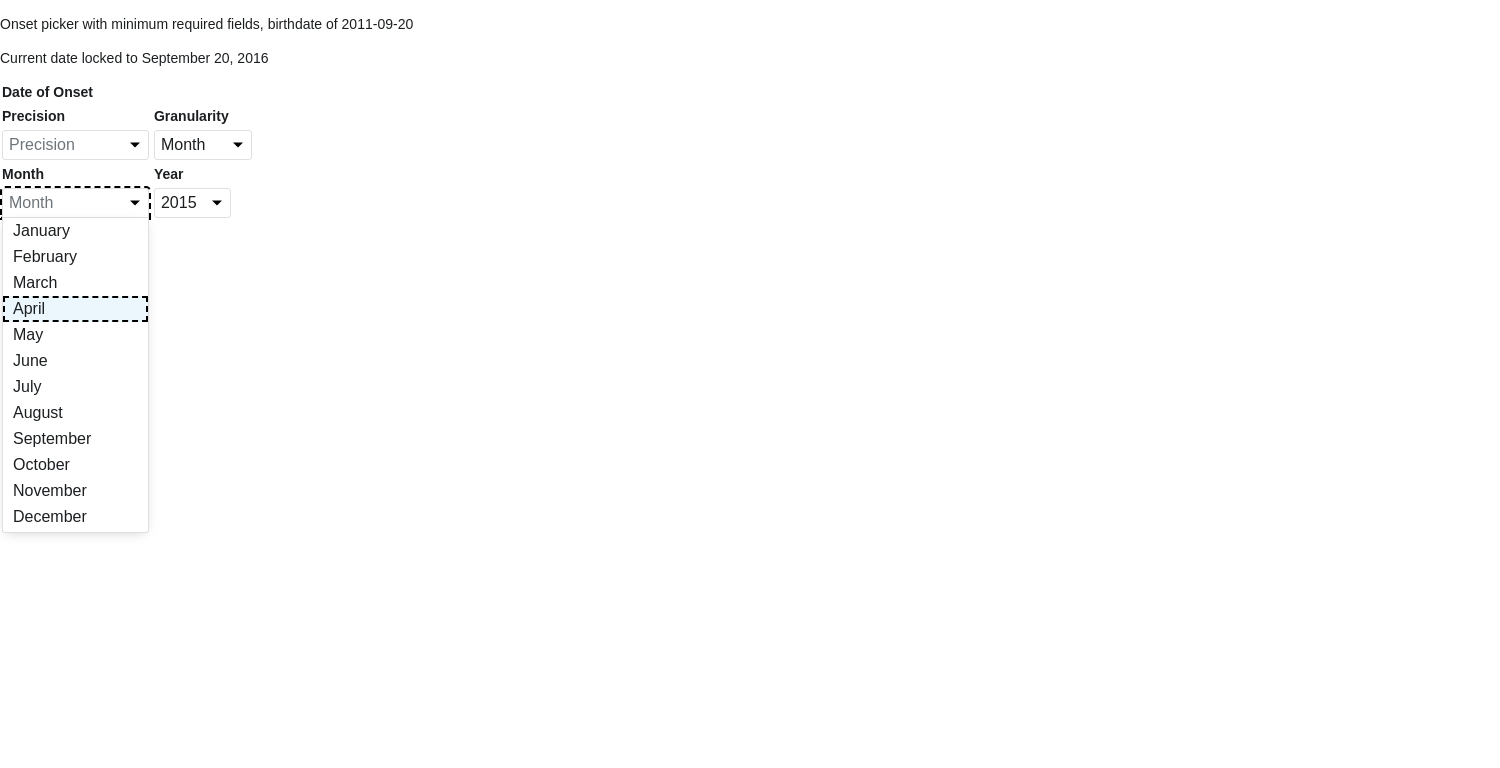 Onset picker with minimum required fields, birthdate of 2011-09-20
Current date locked to September 20, 2016
Date of Onset
Precision Granularity
Precision Month
Month Year
Month 2015
January
February
March
April
May
June
July
August
September
October
November
December